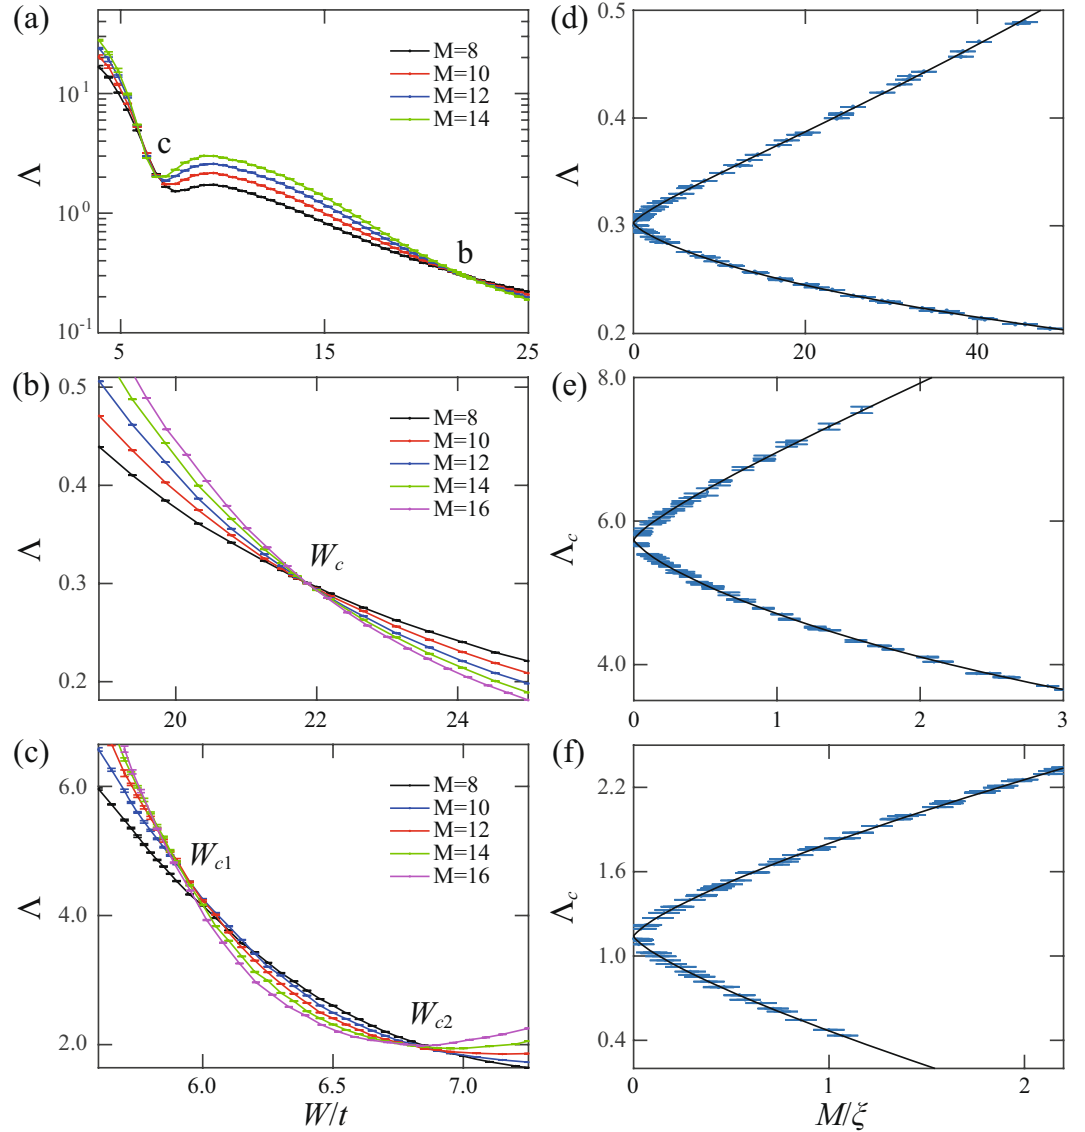 (a)
Λ
10¹
10⁰
10⁻¹
M=8
M=10
M=12
M=14
c
b
5
15
25
(b)
Λ
0.5
0.4
0.3
0.2
M=8
M=10
M=12
M=14
M=16
W_c
20
22
24
(c)
Λ
6.0
4.0
2.0
M=8
M=10
M=12
M=14
M=16
W_c1
W_c2
6.0
6.5
7.0
W/t
(d)
Λ
0.5
0.4
0.3
0.2
0
20
40
(e)
Λ_c
8.0
6.0
4.0
0
1
2
3
(f)
Λ_c
2.2
1.6
1.0
0.4
0
1
2
M/ξ